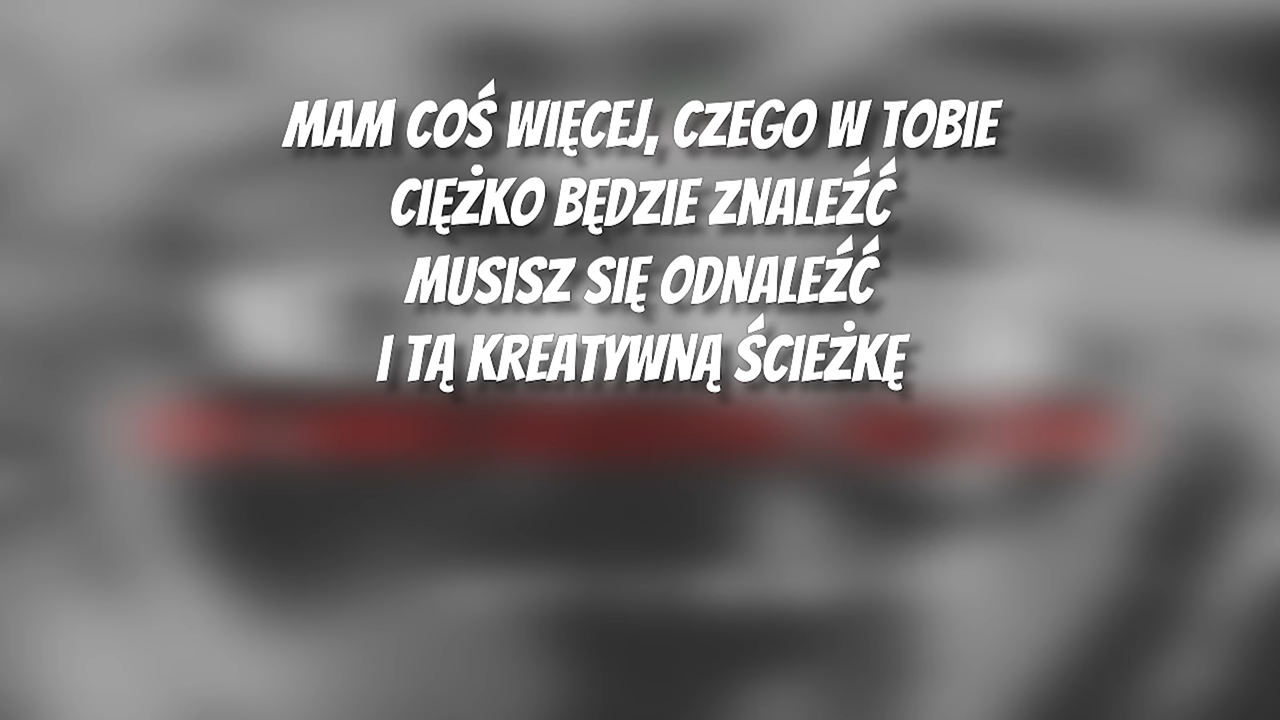 MAM COŚ WIĘCEJ, CZEGO W TOBIE
CIĘŻKO BĘDZIE ZNALEŹĆ
MUSISZ SIĘ ODNALEŹĆ
I TĄ KREATYWNĄ ŚCIEŻKĘ